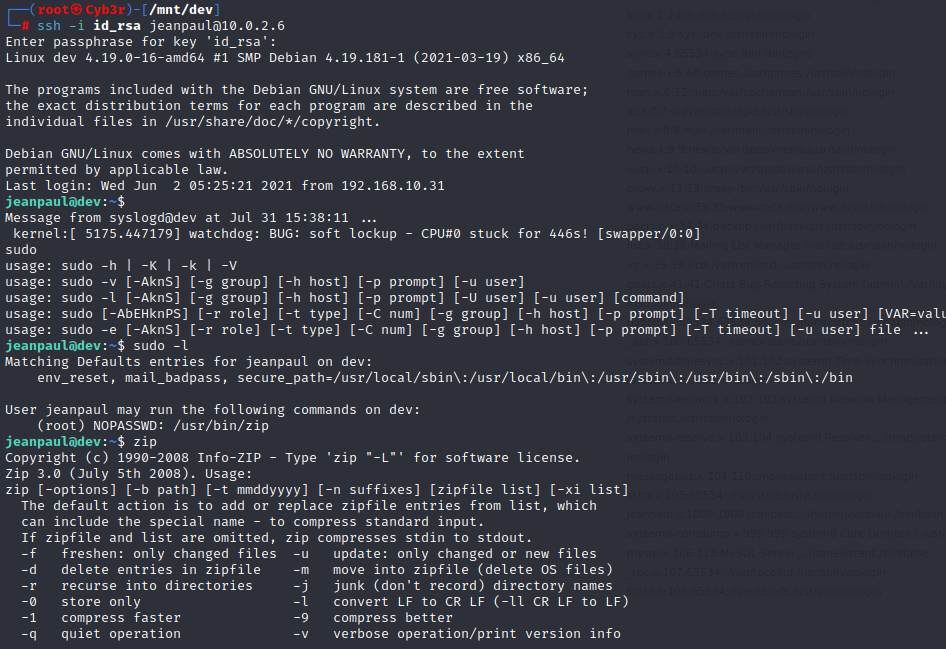 ┌──(root㉿Cyb3r)-[/mnt/dev]
└─# ssh -i id_rsa jeanpaul@10.0.2.6
Enter passphrase for key 'id_rsa':
Linux dev 4.19.0-16-amd64 #1 SMP Debian 4.19.181-1 (2021-03-19) x86_64
The programs included with the Debian GNU/Linux system are free software;
the exact distribution terms for each program are described in the
individual files in /usr/share/doc/*/copyright.
Debian GNU/Linux comes with ABSOLUTELY NO WARRANTY, to the extent
permitted by applicable law.
Last login: Wed Jun  2 05:25:21 2021 from 192.168.10.31
jeanpaul@dev:~$
Message from syslogd@dev at Jul 31 15:38:11 ...
 kernel:[ 5175.447179] watchdog: BUG: soft lockup - CPU#0 stuck for 446s! [swapper/0:0]
sudo
usage: sudo -h | -K | -k | -V
usage: sudo -v [-AknS] [-g group] [-h host] [-p prompt] [-u user]
usage: sudo -l [-AknS] [-g group] [-h host] [-p prompt] [-U user] [-u user] [command]
usage: sudo [-AbEHknPS] [-r role] [-t type] [-C num] [-g group] [-h host] [-p prompt] [-T timeout] [-u user] [VAR=valu
usage: sudo -e [-AknS] [-r role] [-t type] [-C num] [-g group] [-h host] [-p prompt] [-T timeout] [-u user] file ...
jeanpaul@dev:~$ sudo -l
Matching Defaults entries for jeanpaul on dev:
    env_reset, mail_badpass, secure_path=/usr/local/sbin\:/usr/local/bin\:/usr/sbin\:/usr/bin\:/sbin\:/bin
User jeanpaul may run the following commands on dev:
    (root) NOPASSWD: /usr/bin/zip
jeanpaul@dev:~$ zip
Copyright (c) 1990-2008 Info-ZIP - Type 'zip "-L"' for software license.
Zip 3.0 (July 5th 2008). Usage:
zip [-options] [-b path] [-t mmddyyyy] [-n suffixes] [zipfile list] [-xi list]
  The default action is to add or replace zipfile entries from list, which
  can include the special name - to compress standard input.
  If zipfile and list are omitted, zip compresses stdin to stdout.
  -f   freshen: only changed files  -u   update: only changed or new files
  -d   delete entries in zipfile    -m   move into zipfile (delete OS files)
  -r   recurse into directories     -j   junk (don't record) directory names
  -0   store only                   -l   convert LF to CR LF (-ll CR LF to LF)
  -1   compress faster              -9   compress better
  -q   quiet operation              -v   verbose operation/print version info